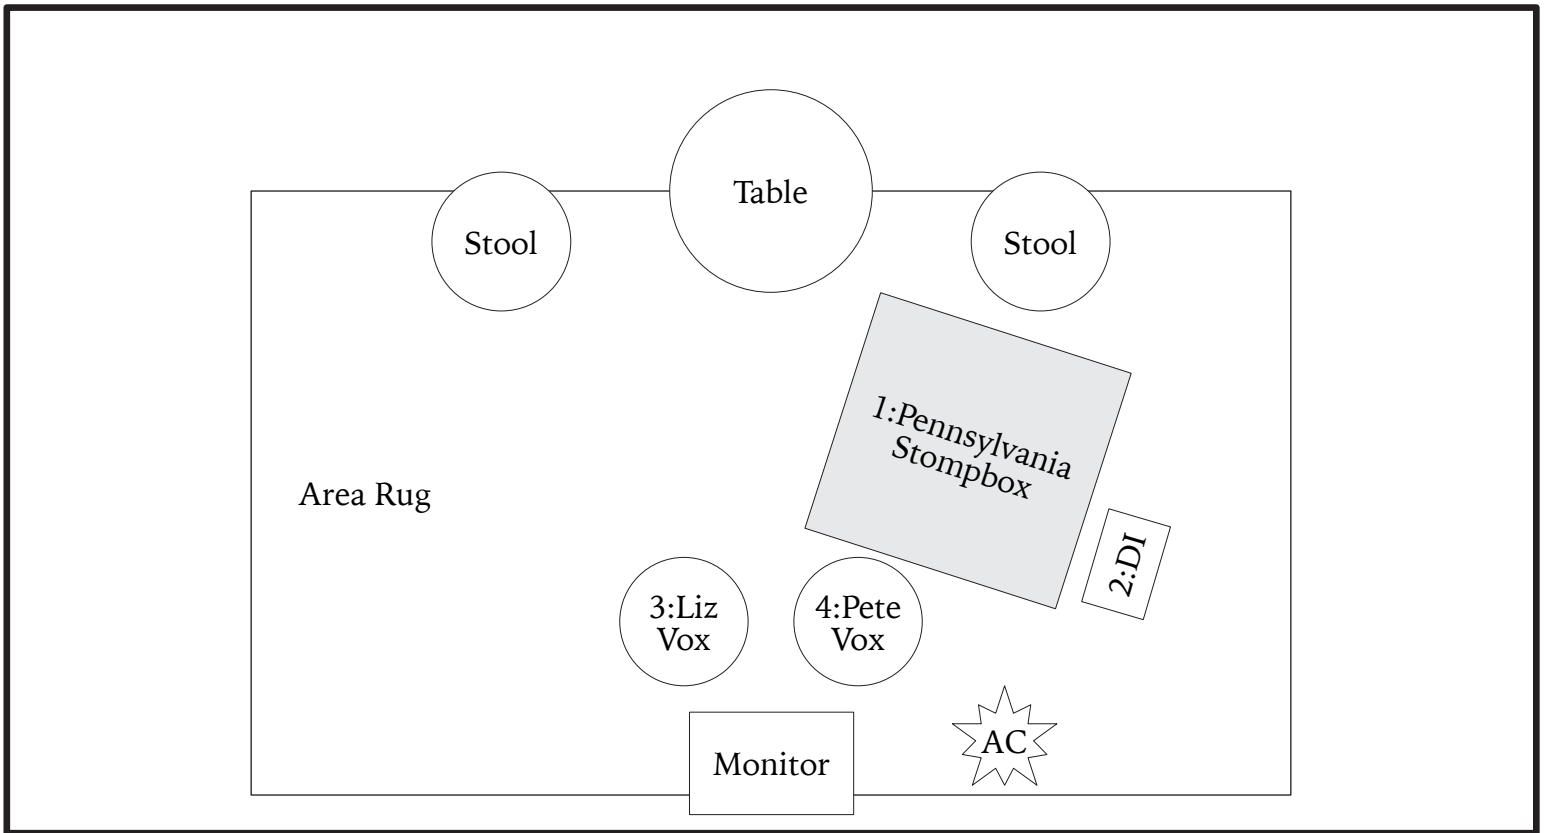 Table
Stool
Stool
1:Pennsylvania
Stompbox
Area Rug
2:DI
3:Liz
Vox
4:Pete
Vox
AC
Monitor